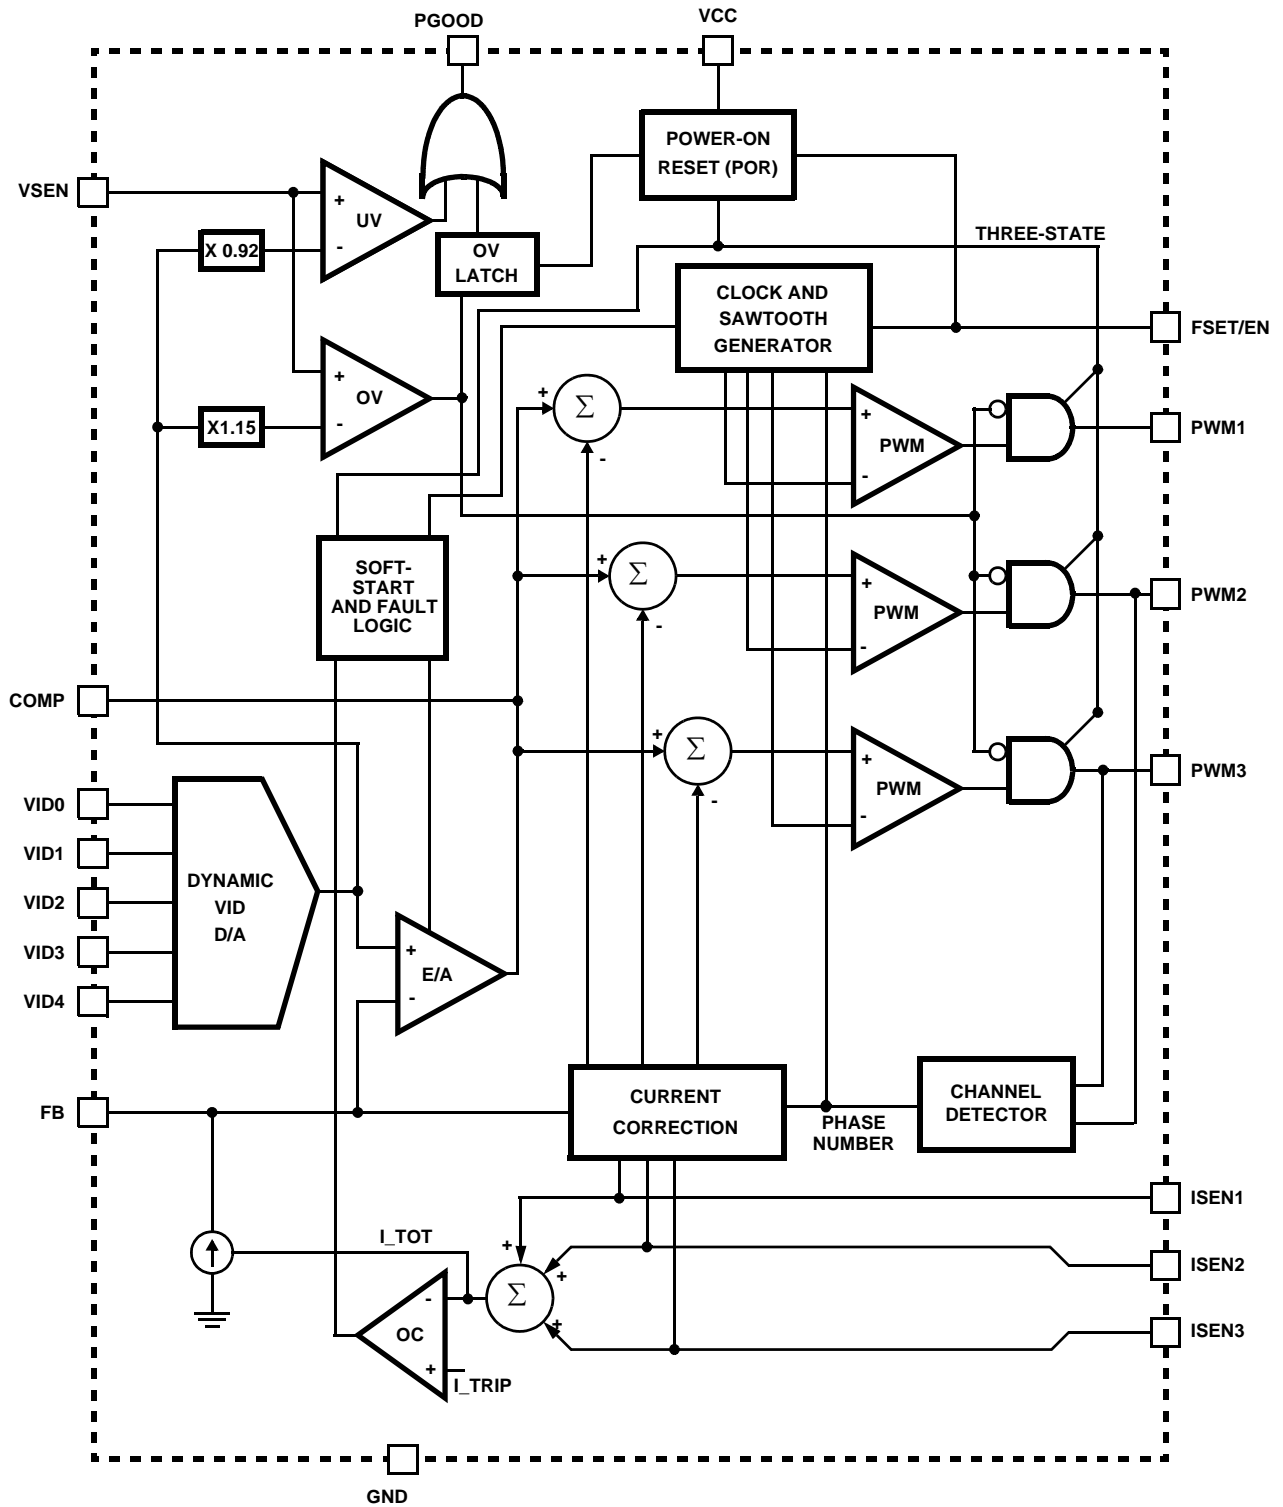 PGOOD
VCC
POWER-ON
RESET (POR)
VSEN
+
UV
-
X 0.92
OV
LATCH
THREE-STATE
CLOCK AND
SAWTOOTH
GENERATOR
FSET/EN
+
OV
-
X1.15
+
Σ
-
+
PWM
-
PWM1
SOFT-
START
AND FAULT
LOGIC
+
Σ
-
+
PWM
-
PWM2
COMP
+
Σ
-
+
PWM
-
PWM3
VID0
VID1
VID2
VID3
VID4
DYNAMIC
VID
D/A
+
E/A
-
FB
CURRENT
CORRECTION
PHASE
NUMBER
CHANNEL
DETECTOR
ISEN1
I_TOT
+
+
Σ
+
ISEN2
ISEN3
-
OC
+
I_TRIP
GND